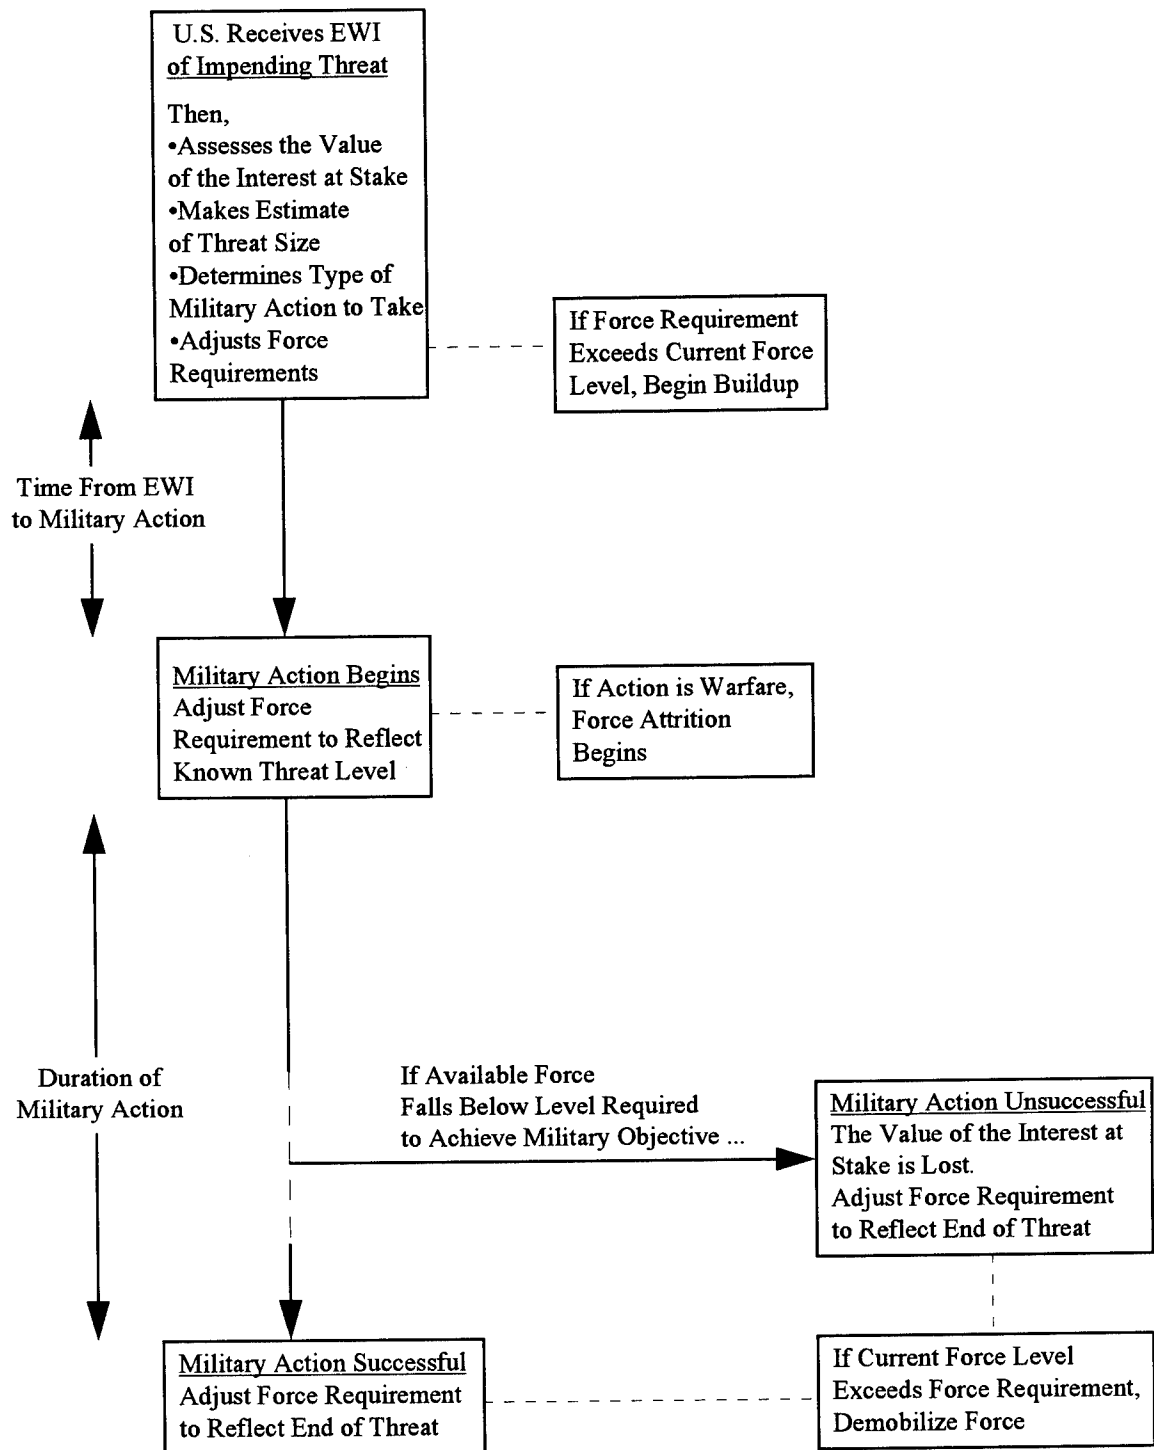 U.S. Receives EWI
of Impending Threat
Then,
•Assesses the Value
of the Interest at Stake
•Makes Estimate
of Threat Size
•Determines Type of
Military Action to Take
•Adjusts Force
Requirements
If Force Requirement
Exceeds Current Force
Level, Begin Buildup
Time From EWI
to Military Action
Military Action Begins
Adjust Force
Requirement to Reflect
Known Threat Level
If Action is Warfare,
Force Attrition
Begins
Duration of
Military Action
If Available Force
Falls Below Level Required
to Achieve Military Objective ...
Military Action Unsuccessful
The Value of the Interest at
Stake is Lost.
Adjust Force Requirement
to Reflect End of Threat
Military Action Successful
Adjust Force Requirement
to Reflect End of Threat
If Current Force Level
Exceeds Force Requirement,
Demobilize Force